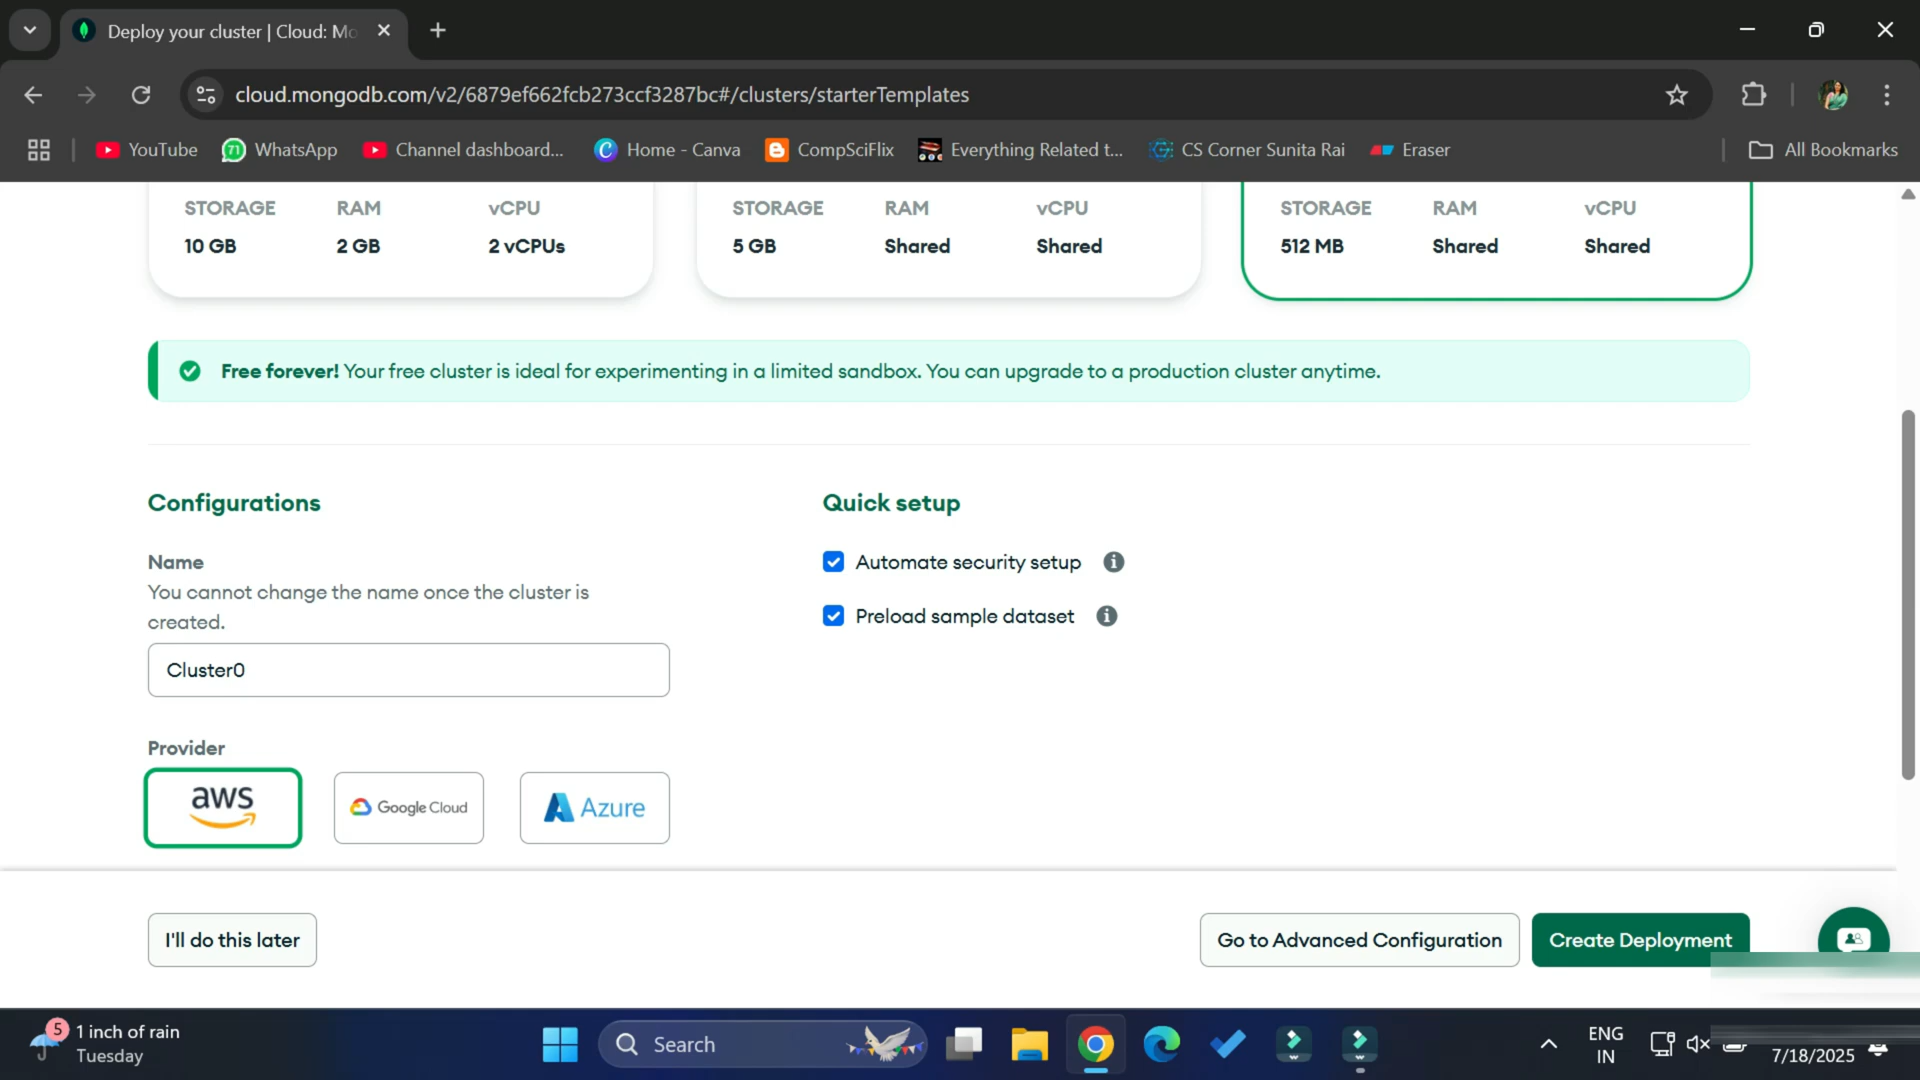 Deploy your cluster | Cloud: Mo
cloud.mongodb.com/v2/6879ef662fcb273ccf3287bc#/clusters/starterTemplates
YouTube
71
WhatsApp
Channel dashboard...
Home - Canva
CompSciFlix
Everything Related t...
CS Corner Sunita Rai
Eraser
All Bookmarks
STORAGE RAM vCPU
10 GB 2 GB 2 vCPUs
STORAGE RAM vCPU
5 GB Shared Shared
STORAGE RAM vCPU
512 MB Shared Shared
Free forever! Your free cluster is ideal for experimenting in a limited sandbox. You can upgrade to a production cluster anytime.
Configurations
Name
You cannot change the name once the cluster is
created.
Cluster0
Provider
aws
Google Cloud
Azure
Quick setup
Automate security setup
Preload sample dataset
I'll do this later
Go to Advanced Configuration
Create Deployment
5
1 inch of rain
Tuesday
Search
ENG
IN
7/18/2025